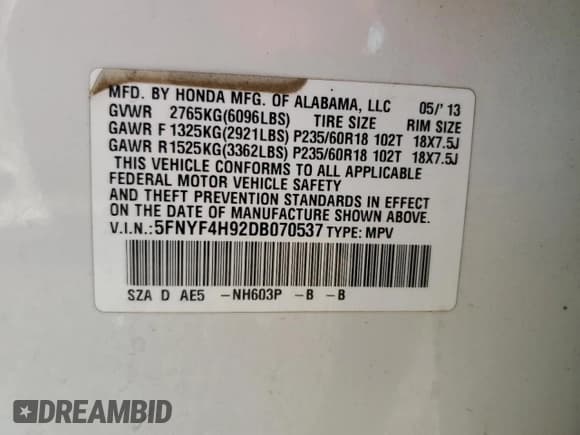 MFD. BY HONDA MFG. OF ALABAMA, LLC 05/'13
GVWR 2765KG(6096LBS) TIRE SIZE RIM SIZE
GAWR F 1325KG(2921LBS) P235/60R18 102T 18X7.5J
GAWR R 1525KG(3362LBS) P235/60R18 102T 18X7.5J
THIS VEHICLE CONFORMS TO ALL APPLICABLE
FEDERAL MOTOR VEHICLE SAFETY
AND THEFT PREVENTION STANDARDS IN EFFECT
ON THE DATE OF MANUFACTURE SHOWN ABOVE.
V.I.N.:5FNYF4H92DB070537 TYPE: MPV
SZA D AE5 -NH603P -B -B
DREAMBID